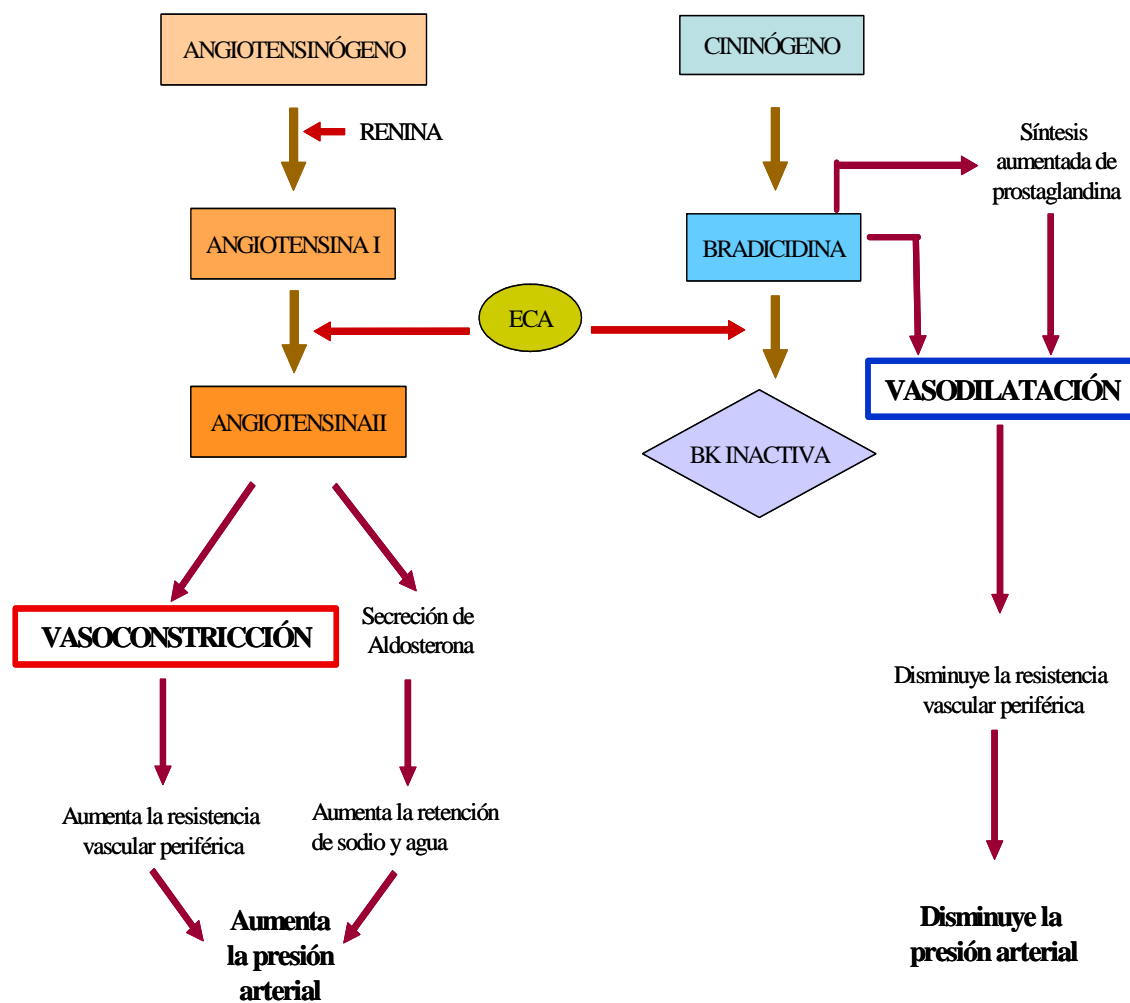 ANGIOTENSINÓGENO
CININÓGENO
RENINA
Síntesis
aumentada de
prostaglandina
ANGIOTENSINA I
BRADICIDINA
ECA
VASODILATACIÓN
ANGIOTENSINAII
BK INACTIVA
VASOCONSTRICCIÓN
Secreción de
Aldosterona
Disminuye la resistencia
vascular periférica
Aumenta la resistencia
vascular periférica
Aumenta la retención
de sodio y agua
Aumenta
la presión
arterial
Disminuye la
presión arterial